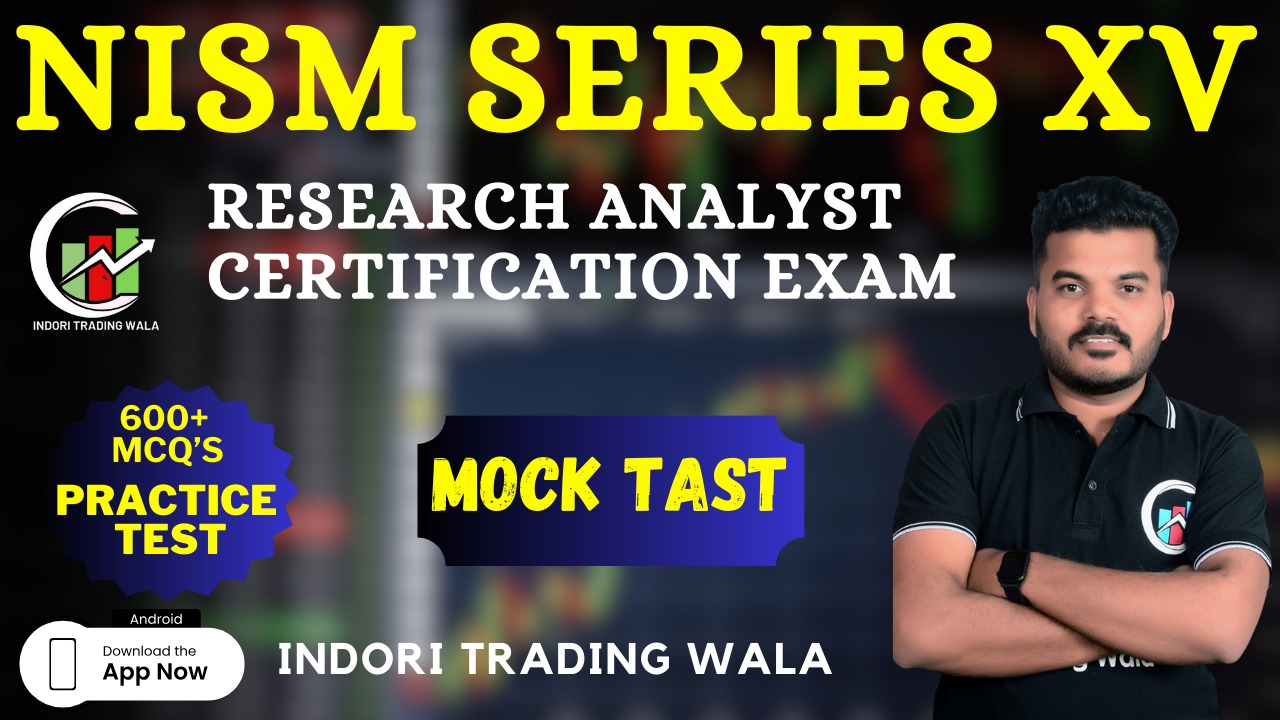 NISM SERIES XV
RESEARCH ANALYST
CERTIFICATION EXAM
INDORI TRADING WALA
600+
MCQ’S
PRACTICE
TEST
MOCK TAST
Android
Download the
App Now
INDORI TRADING WALA
g Wala